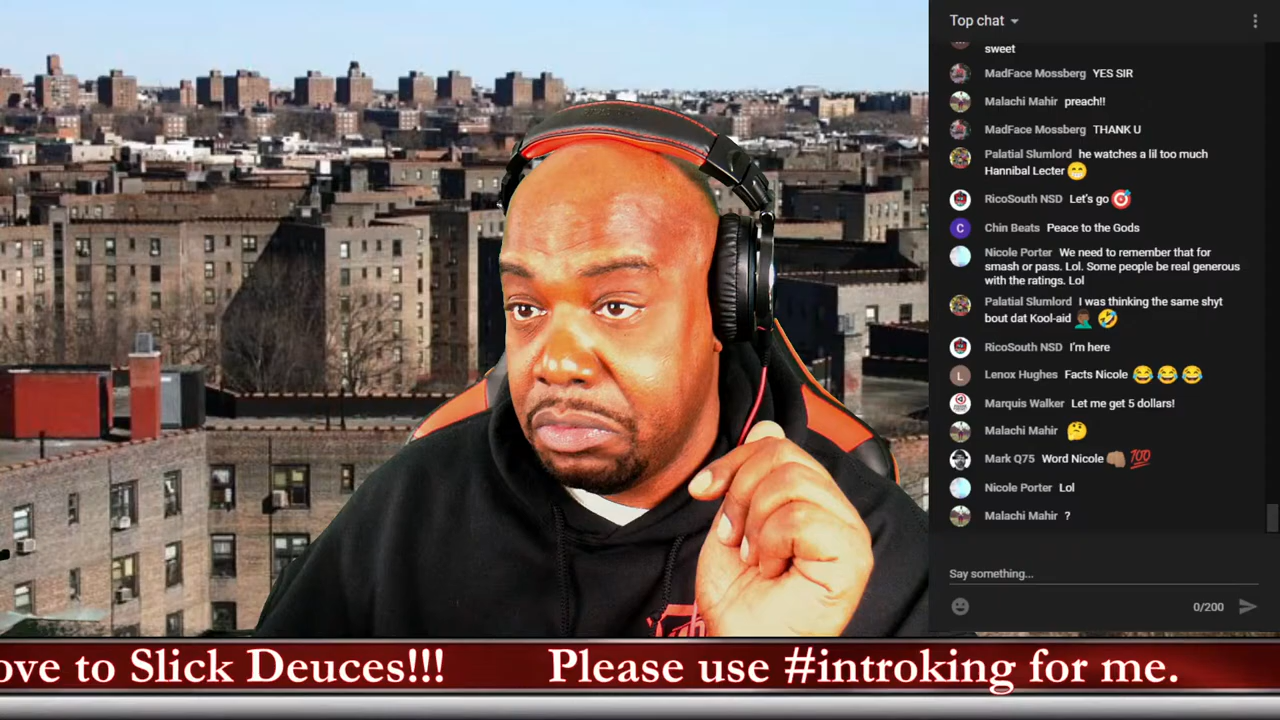 Top chat
sweet
MadFace Mossberg YES SIR
Malachi Mahir preach!!
MadFace Mossberg THANK U
Palatial Slumlord he watches a lil too much
Hannibal Lecter 😁
RicoSouth NSD Let's go 🎯
C Chin Beats Peace to the Gods
Nicole Porter We need to remember that for
smash or pass. Lol. Some people be real generous
with the ratings. Lol
Palatial Slumlord I was thinking the same shyt
bout dat Kool-aid 🤦🏾‍♂️ 🤣
RicoSouth NSD I'm here
L Lenox Hughes Facts Nicole 😂 😂 😂
Marquis Walker Let me get 5 dollars!
Malachi Mahir 🤔
Mark Q75 Word Nicole 👊🏽 💯
Nicole Porter Lol
Malachi Mahir ?
Say something...
0/200
ove to Slick Deuces!!! Please use #introking for me.